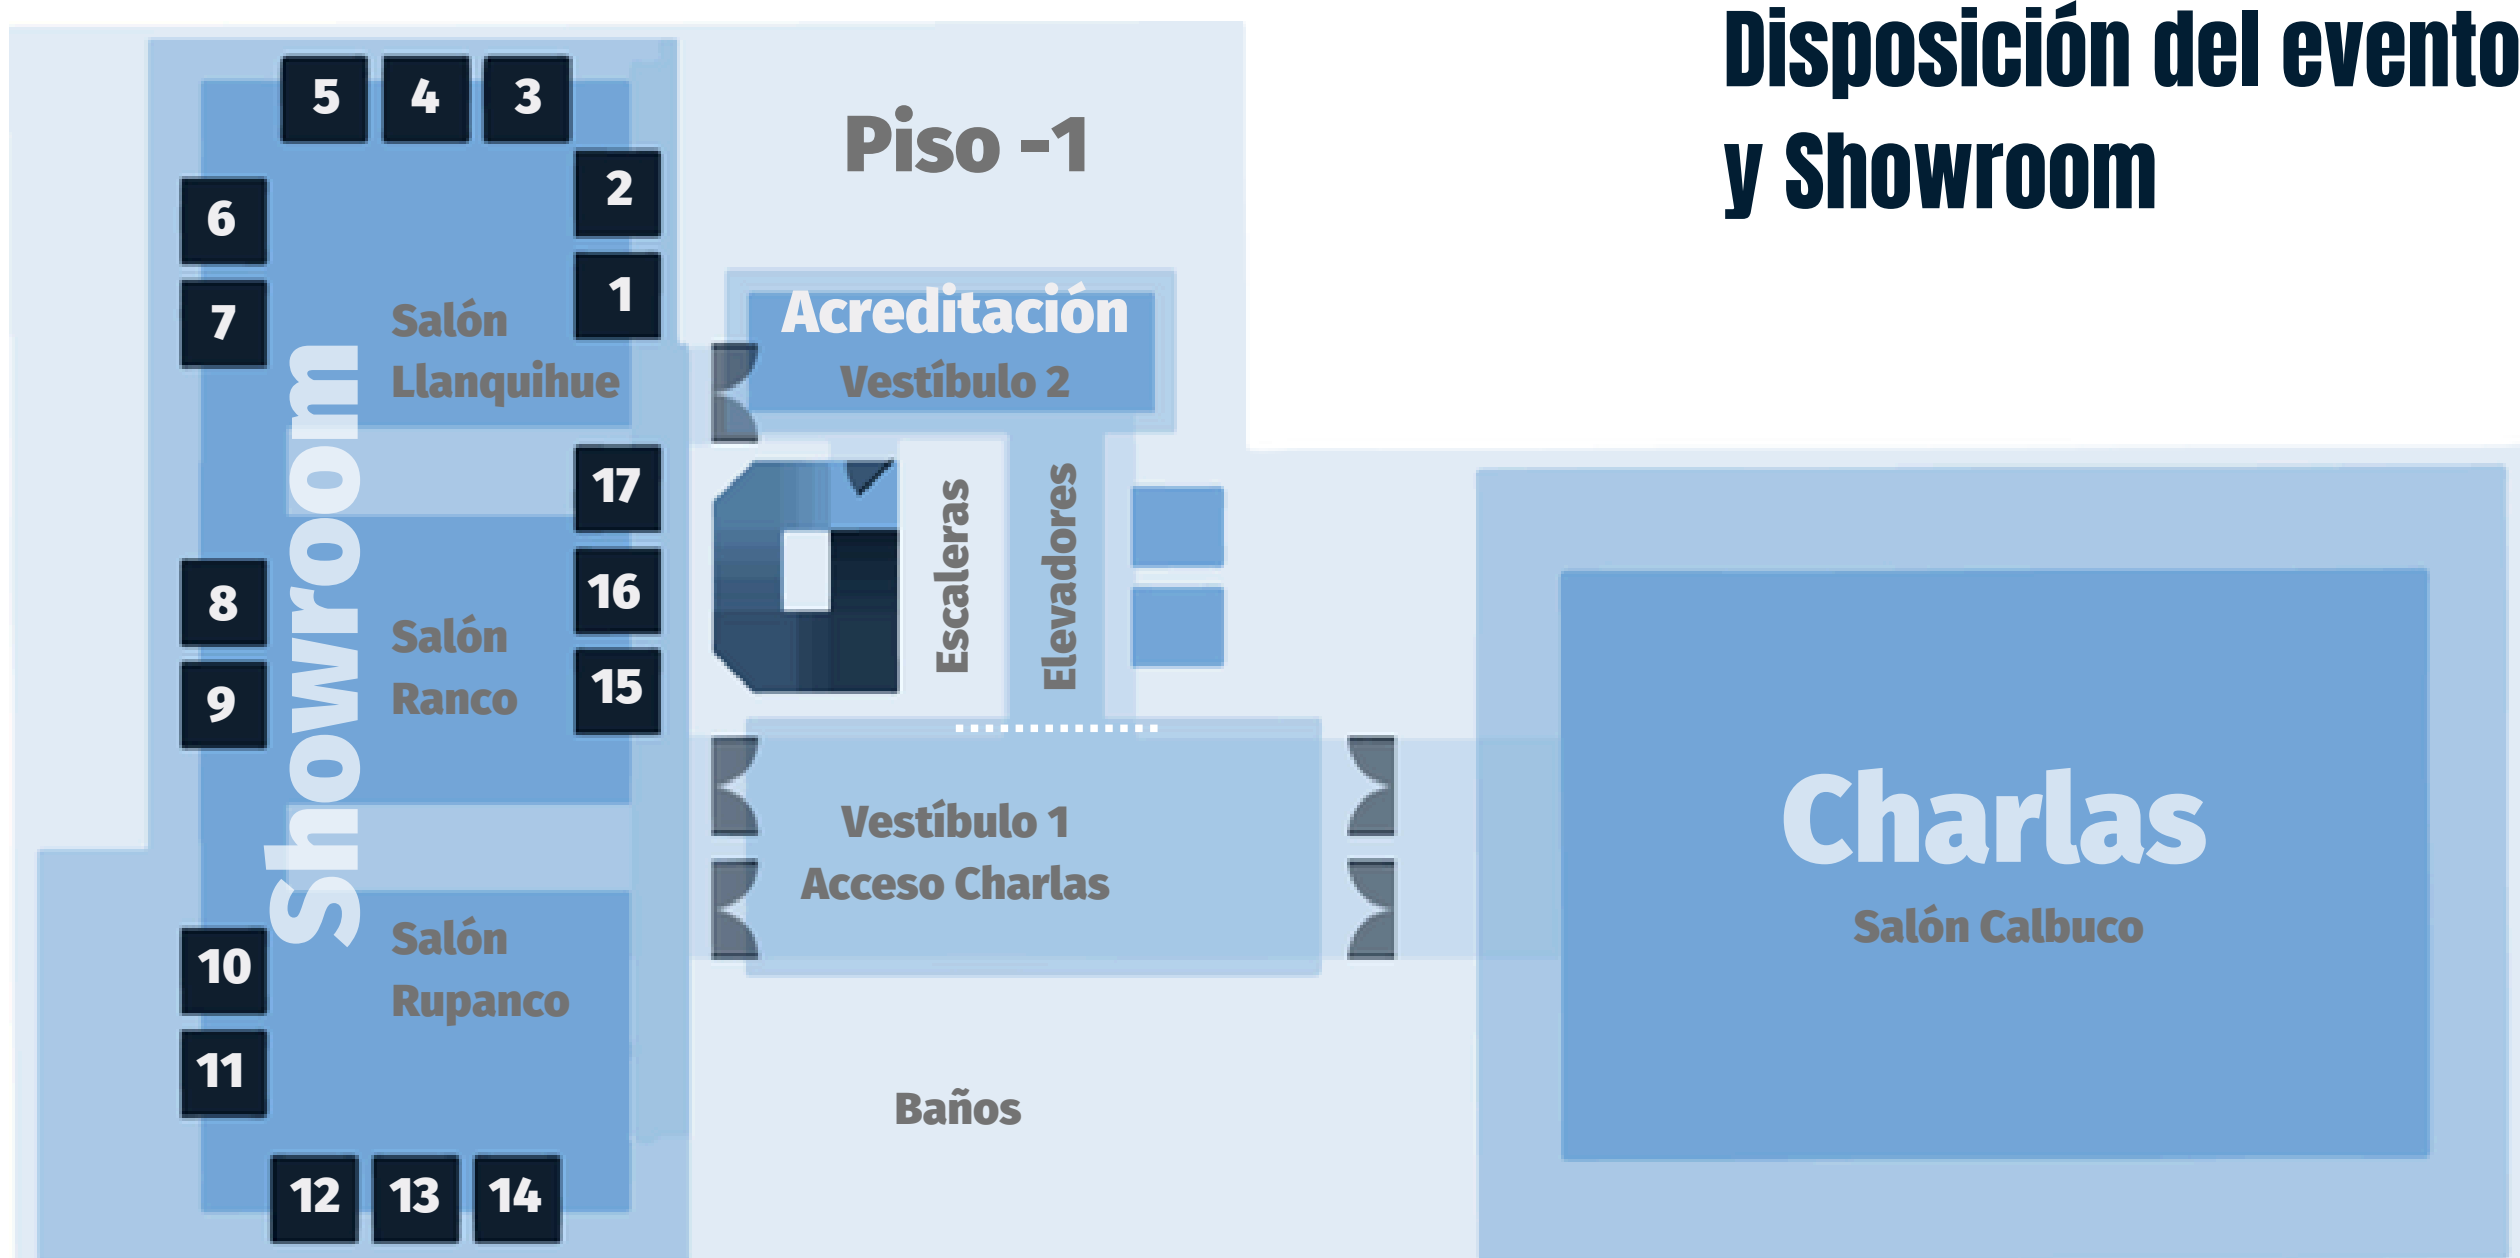 Disposición del evento
y Showroom
Piso -1
5
4
3
2
1
6
7
Salón
Llanquihue
Acreditación
Vestíbulo 2
Showroom
17
16
15
8
9
Salón
Ranco
Escaleras
Elevadores
Vestíbulo 1
Acceso Charlas
Charlas
Salón Calbuco
10
11
Salón
Rupanco
Baños
12
13
14